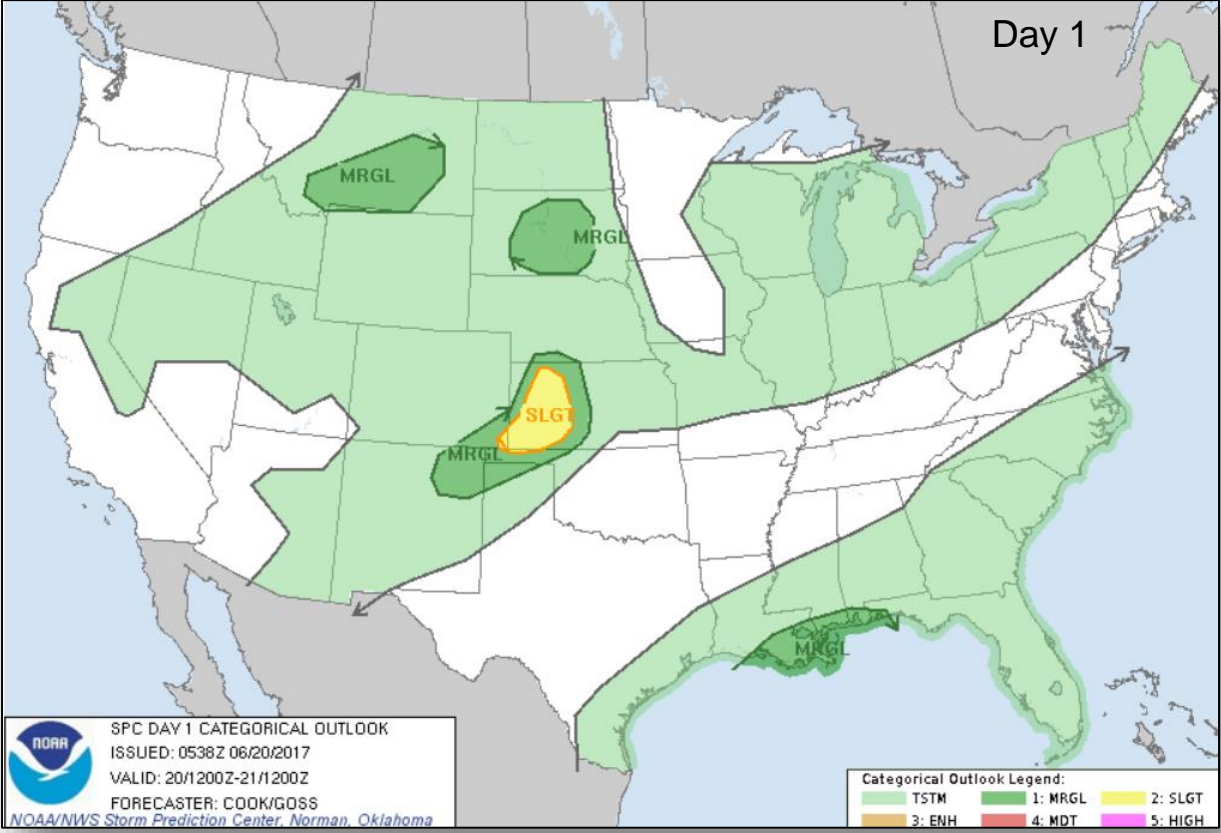 Day 1
MRGL
MRGL
SLGT
MRGL
MRGL
NOAA
SPC DAY 1 CATEGORICAL OUTLOOK
ISSUED: 0538Z 06/20/2017
VALID: 20/1200Z-21/1200Z
FORECASTER: COOK/GOSS
NOAA/NWS Storm Prediction Center, Norman, Oklahoma
Categorical Outlook Legend:
TSTM 1: MRGL 2: SLGT
3: ENH 4: MDT 5: HIGH